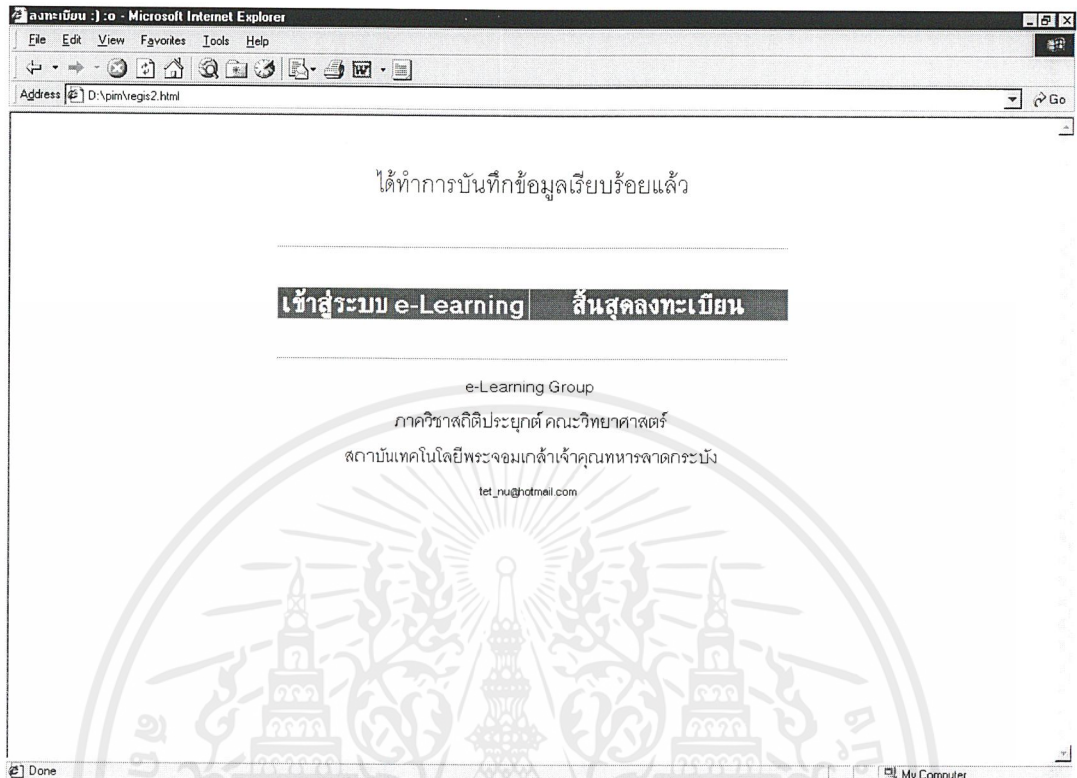 ลงทะเบียน :) :o - Microsoft Internet Explorer
File Edit View Favorites Tools Help
Address D:\pim\regis2.html Go
ได้ทำการบันทึกข้อมูลเรียบร้อยแล้ว
เข้าสู่ระบบ e-Learning สิ้นสุดลงทะเบียน
e-Learning Group
ภาควิชาสถิติประยุกต์ คณะวิทยาศาสตร์
สถาบันเทคโนโลยีพระจอมเกล้าเจ้าคุณทหารลาดกระบัง
tet_nu@hotmail.com
Done My Computer